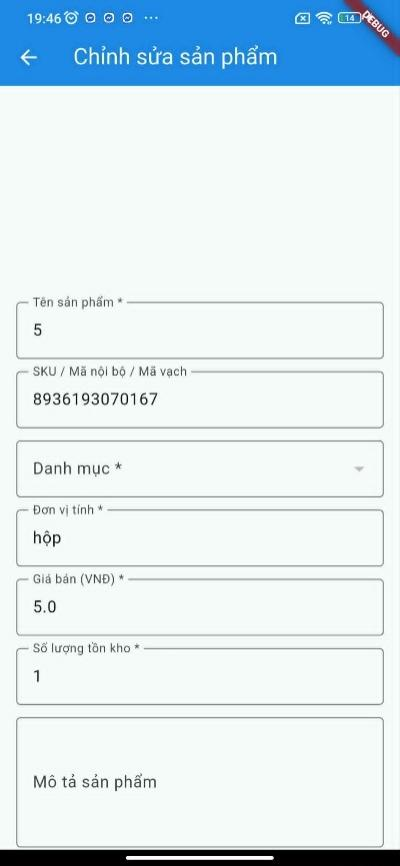 19:46
14
DEBUG
Chỉnh sửa sản phẩm
Tên sản phẩm *
5
SKU / Mã nội bộ / Mã vạch
8936193070167
Danh mục *
Đơn vị tính *
hộp
Giá bán (VNĐ) *
5.0
Số lượng tồn kho *
1
Mô tả sản phẩm